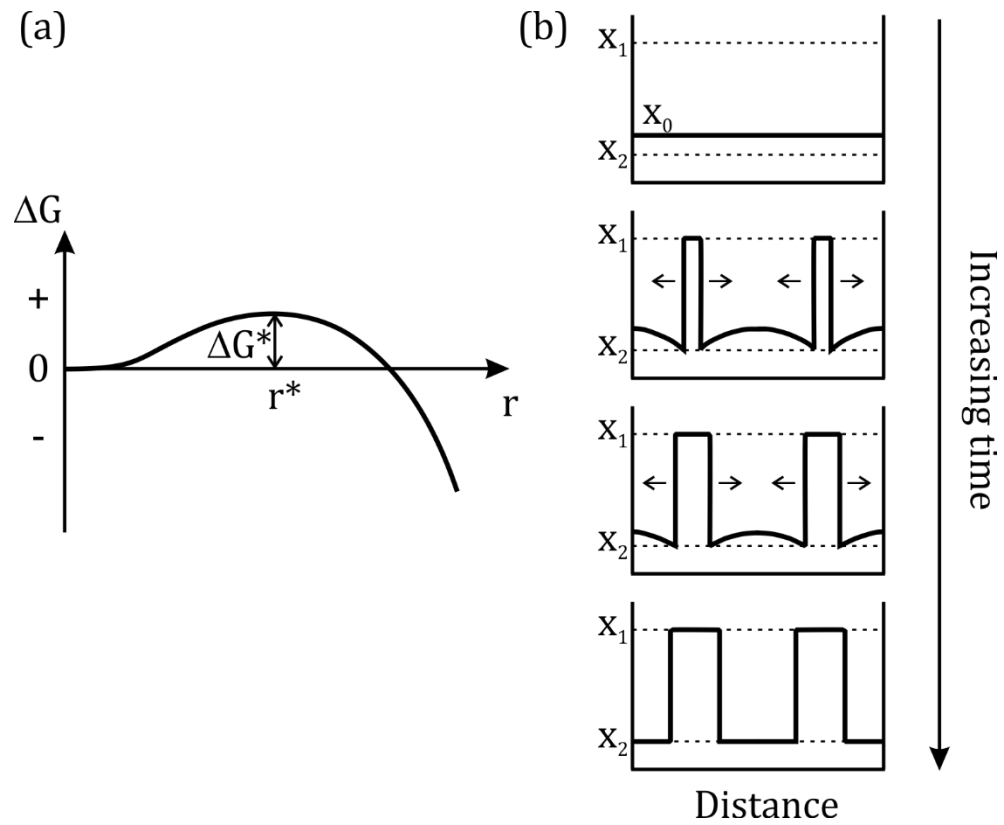 (a)
ΔG
+
0
-
ΔG*
r*
r
(b)
X₁
X₀
X₂
X₁
X₂
X₁
X₂
X₁
X₂
Distance
Increasing time